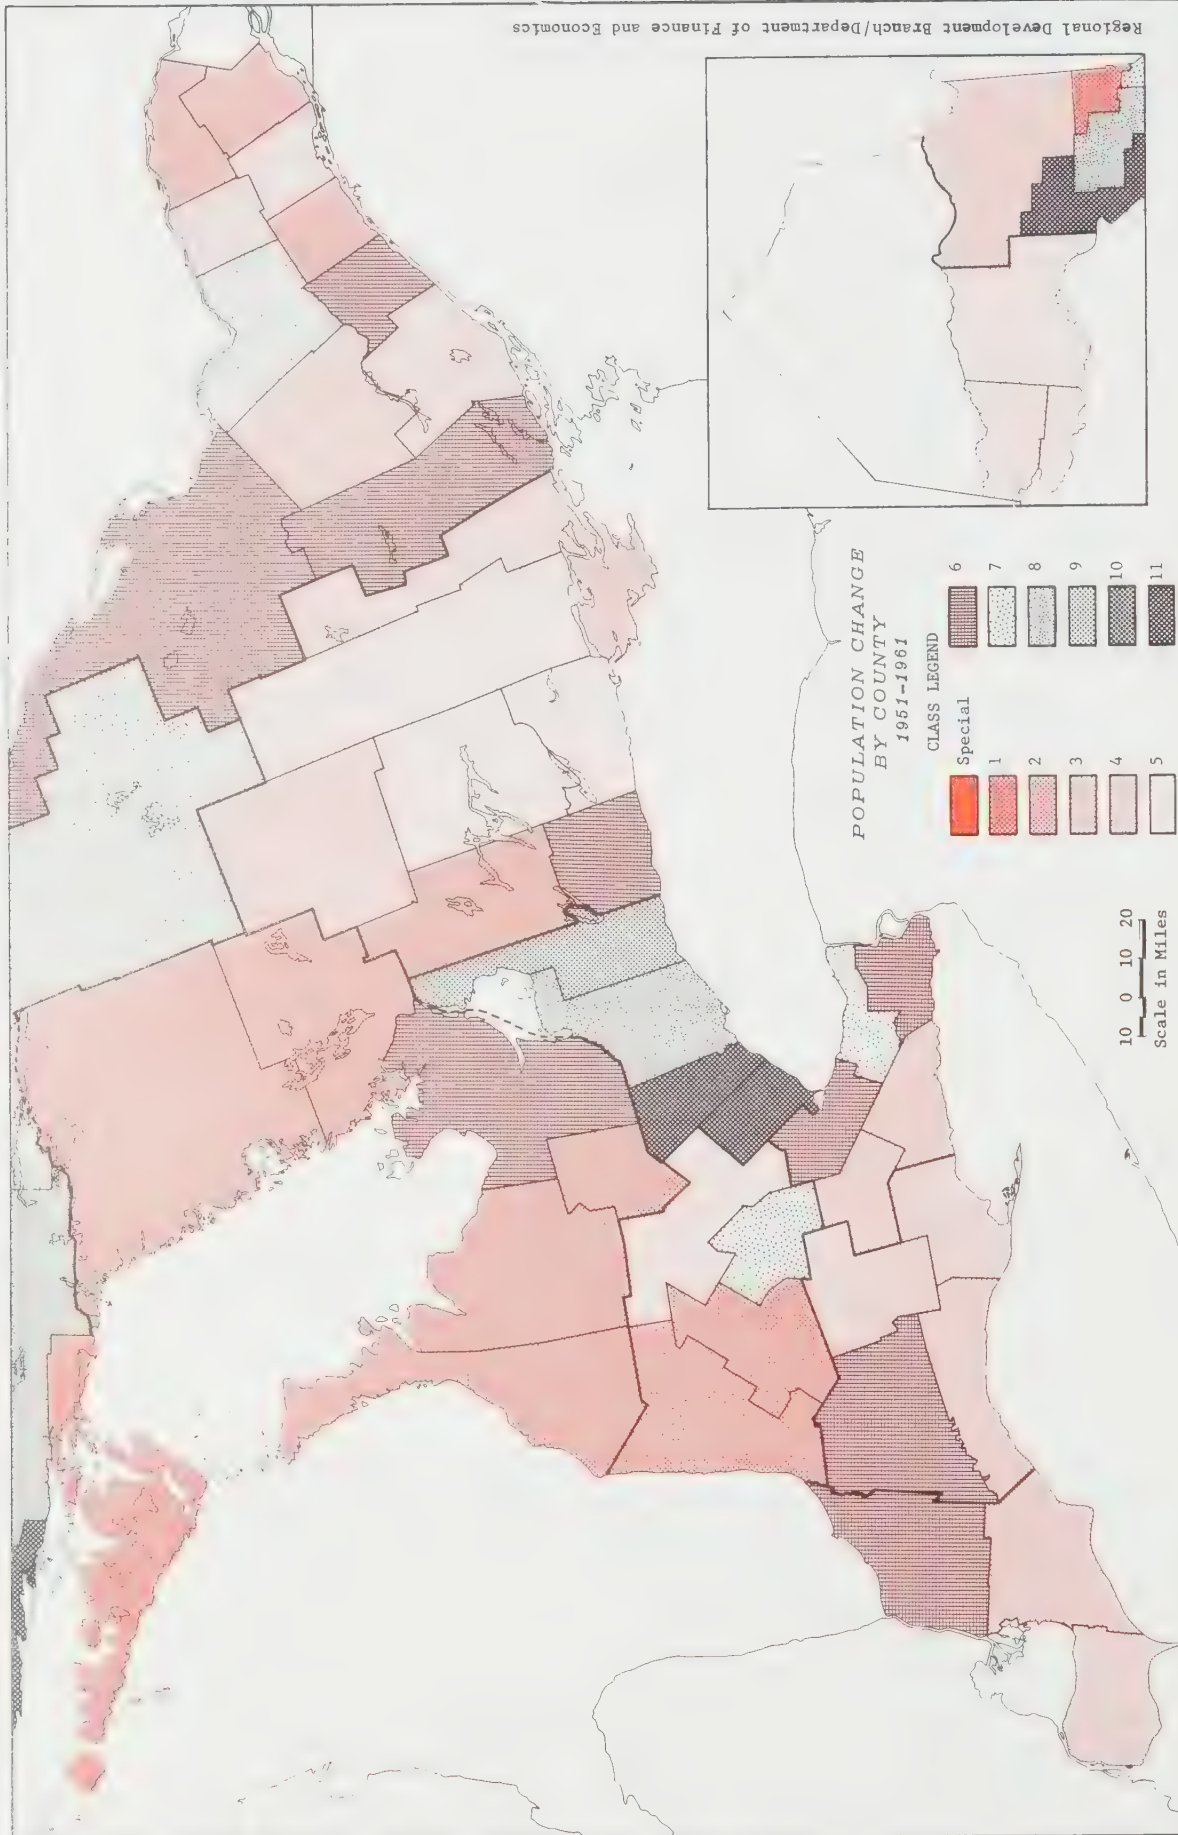 Regional Development Branch/Department of Finance and Economics
POPULATION CHANGE
BY COUNTY
1951-1961
CLASS LEGEND
Special
1
2
3
4
5
6
7
8
9
10
11
10 0 10 20
Scale in Miles